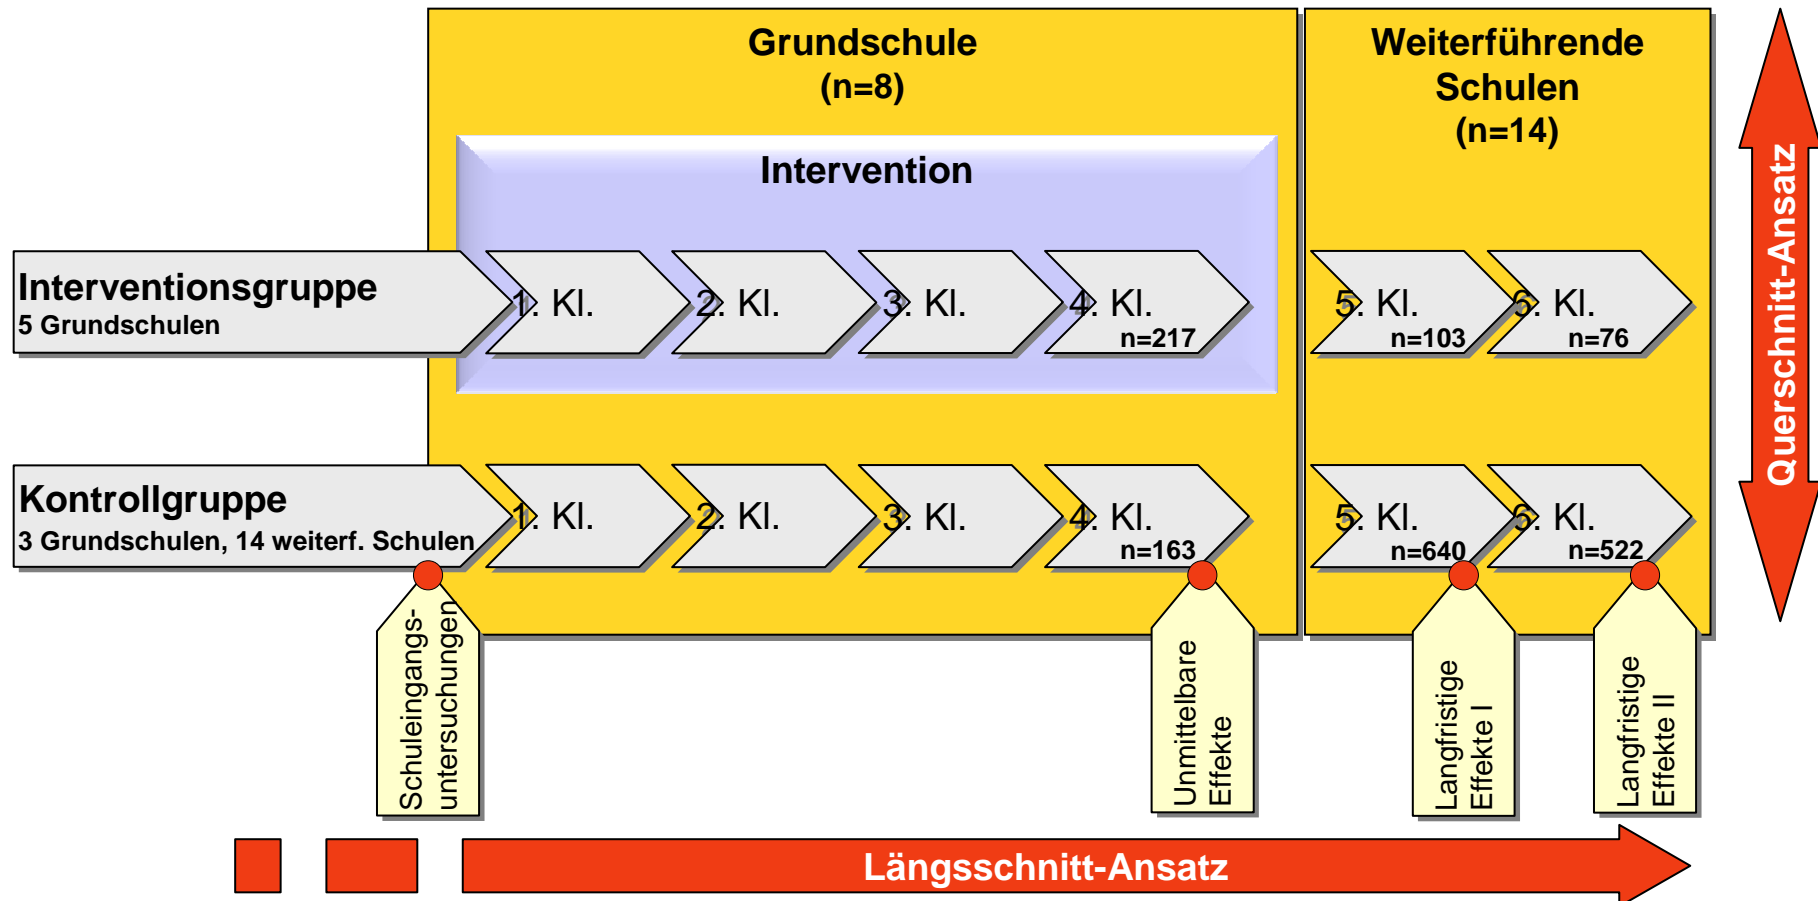 Grundschule
(n=8)
Weiterführende
Schulen
(n=14)
Intervention
Interventionsgruppe
5 Grundschulen
1. Kl.
2. Kl.
3. Kl.
4. Kl.
n=217
5. Kl.
n=103
6. Kl.
n=76
Kontrollgruppe
3 Grundschulen, 14 weiterf. Schulen
1. Kl.
2. Kl.
3. Kl.
4. Kl.
n=163
5. Kl.
n=640
6. Kl.
n=522
Schuleingangs-
untersuchungen
Unmittelbare
Effekte
Langfristige
Effekte I
Langfristige
Effekte II
Längsschnitt-Ansatz
Querschnitt-Ansatz